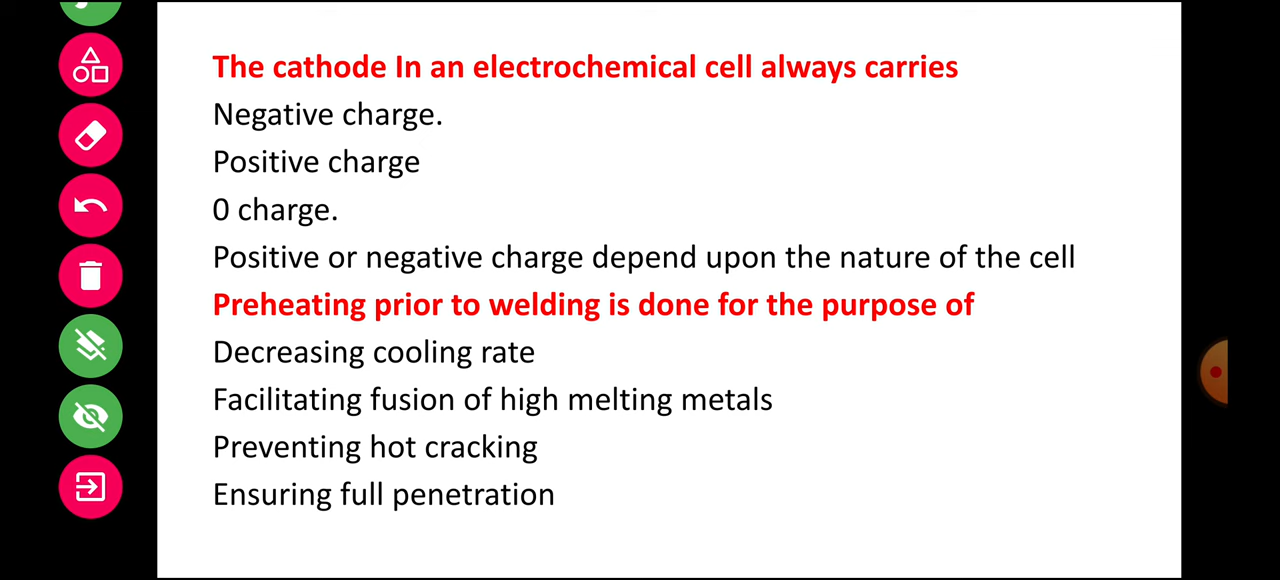 The cathode In an electrochemical cell always carries
Negative charge.
Positive charge
0 charge.
Positive or negative charge depend upon the nature of the cell
Preheating prior to welding is done for the purpose of
Decreasing cooling rate
Facilitating fusion of high melting metals
Preventing hot cracking
Ensuring full penetration